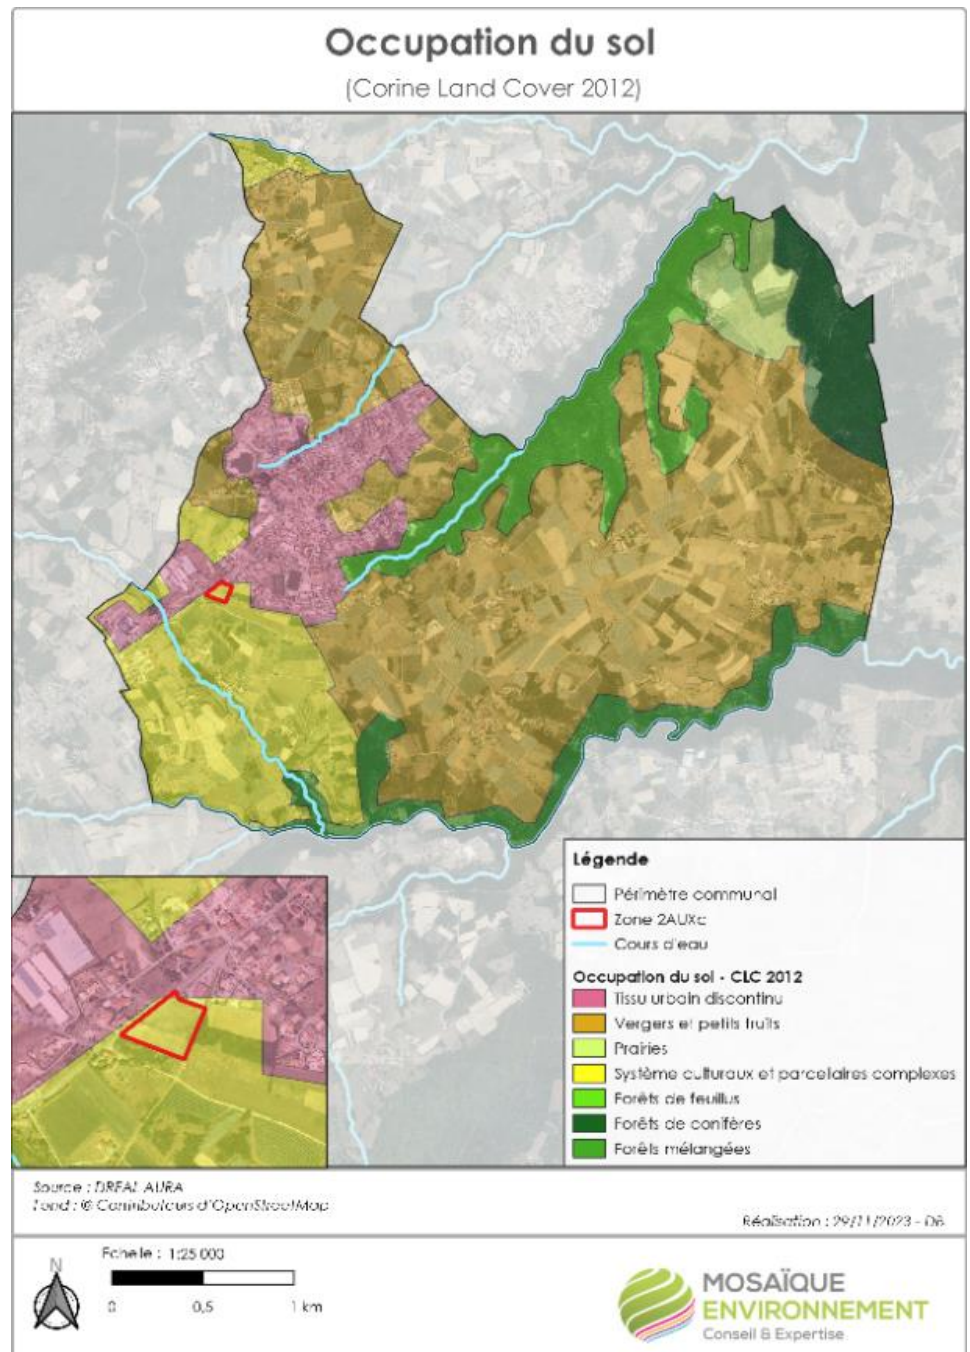 Occupation du sol
(Corine Land Cover 2012)
Légende
Périmètre communal
Zone 2AUXc
Cours d'eau
Occupation du sol - CLC 2012
Tissu urbain discontinu
Vergers et petits fruits
Prairies
Système culturaux et parcellaires complexes
Forêts de feuillus
Forêts de conifères
Forêts mélangées
Source : DREAL AURA
Fond : © Contributeurs d'OpenStreetMap
Réalisation : 29/11/2023 - DB
N
Echelle : 1:25 000
0 0,5 1 km
MOSAÏQUE
ENVIRONNEMENT
Conseil & Expertise